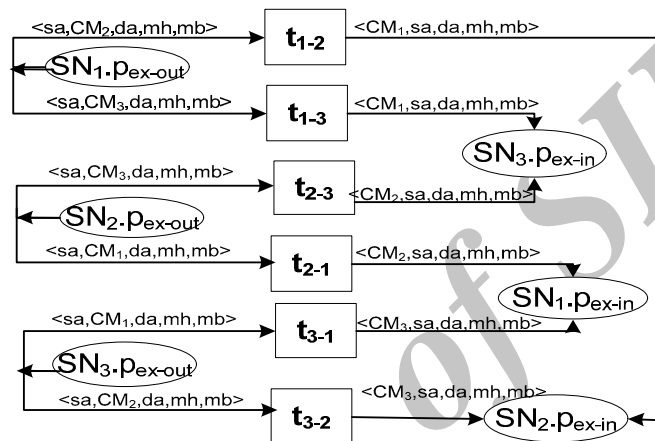 <sa,CM₂,da,mh,mb> t₁₋₂ <CM₁,sa,da,mh,mb>
SN₁.pₑₓ₋ₒᵤₜ
<sa,CM₃,da,mh,mb> t₁₋₃ <CM₁,sa,da,mh,mb>
SN₃.pₑₓ₋ᵢₙ
<sa,CM₃,da,mh,mb> t₂₋₃ <CM₂,sa,da,mh,mb>
SN₂.pₑₓ₋ₒᵤₜ
<sa,CM₁,da,mh,mb> t₂₋₁ <CM₂,sa,da,mh,mb>
SN₁.pₑₓ₋ᵢₙ
<sa,CM₁,da,mh,mb> t₃₋₁ <CM₃,sa,da,mh,mb>
SN₃.pₑₓ₋ₒᵤₜ
<sa,CM₂,da,mh,mb> t₃₋₂ <CM₃,sa,da,mh,mb>
SN₂.pₑₓ₋ᵢₙ
of